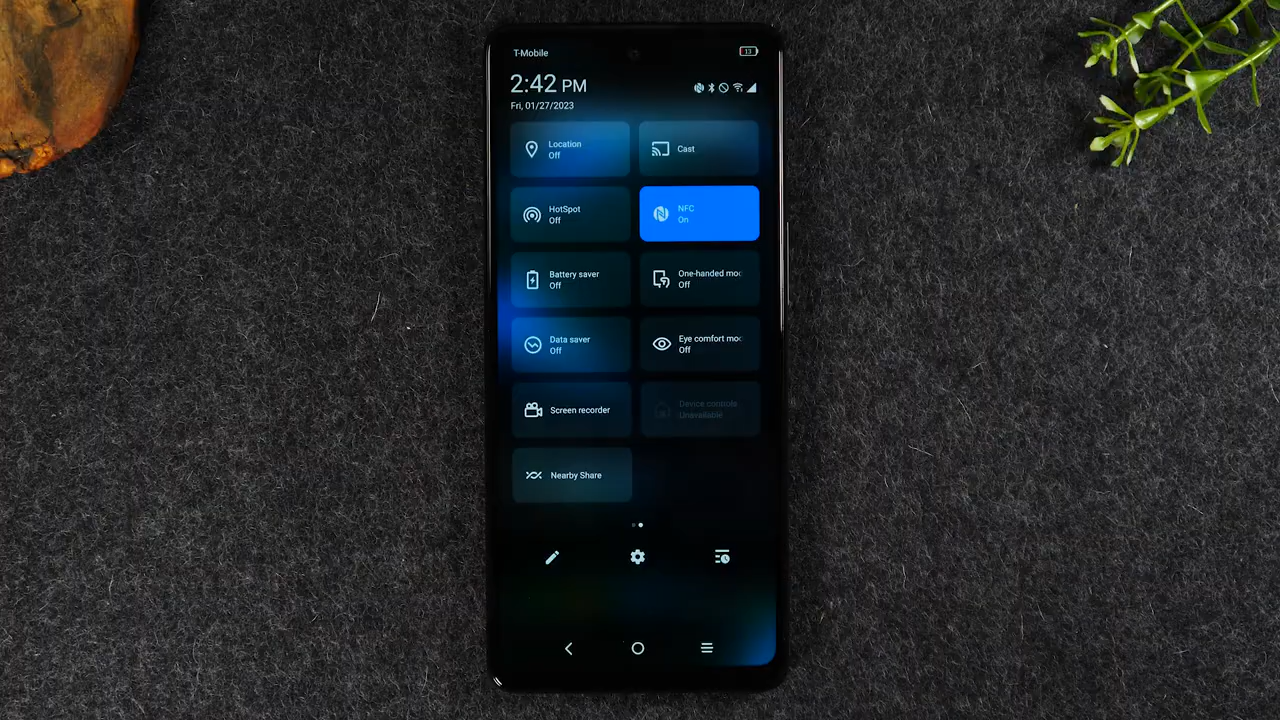 T-Mobile
13
2:42 PM
Fri, 01/27/2023
Location
Off
Cast
HotSpot
Off
NFC
On
Battery saver
Off
One-handed mo
Off
Data saver
Off
Eye comfort mo
Off
Screen recorder
Device controls
Unavailable
Nearby Share